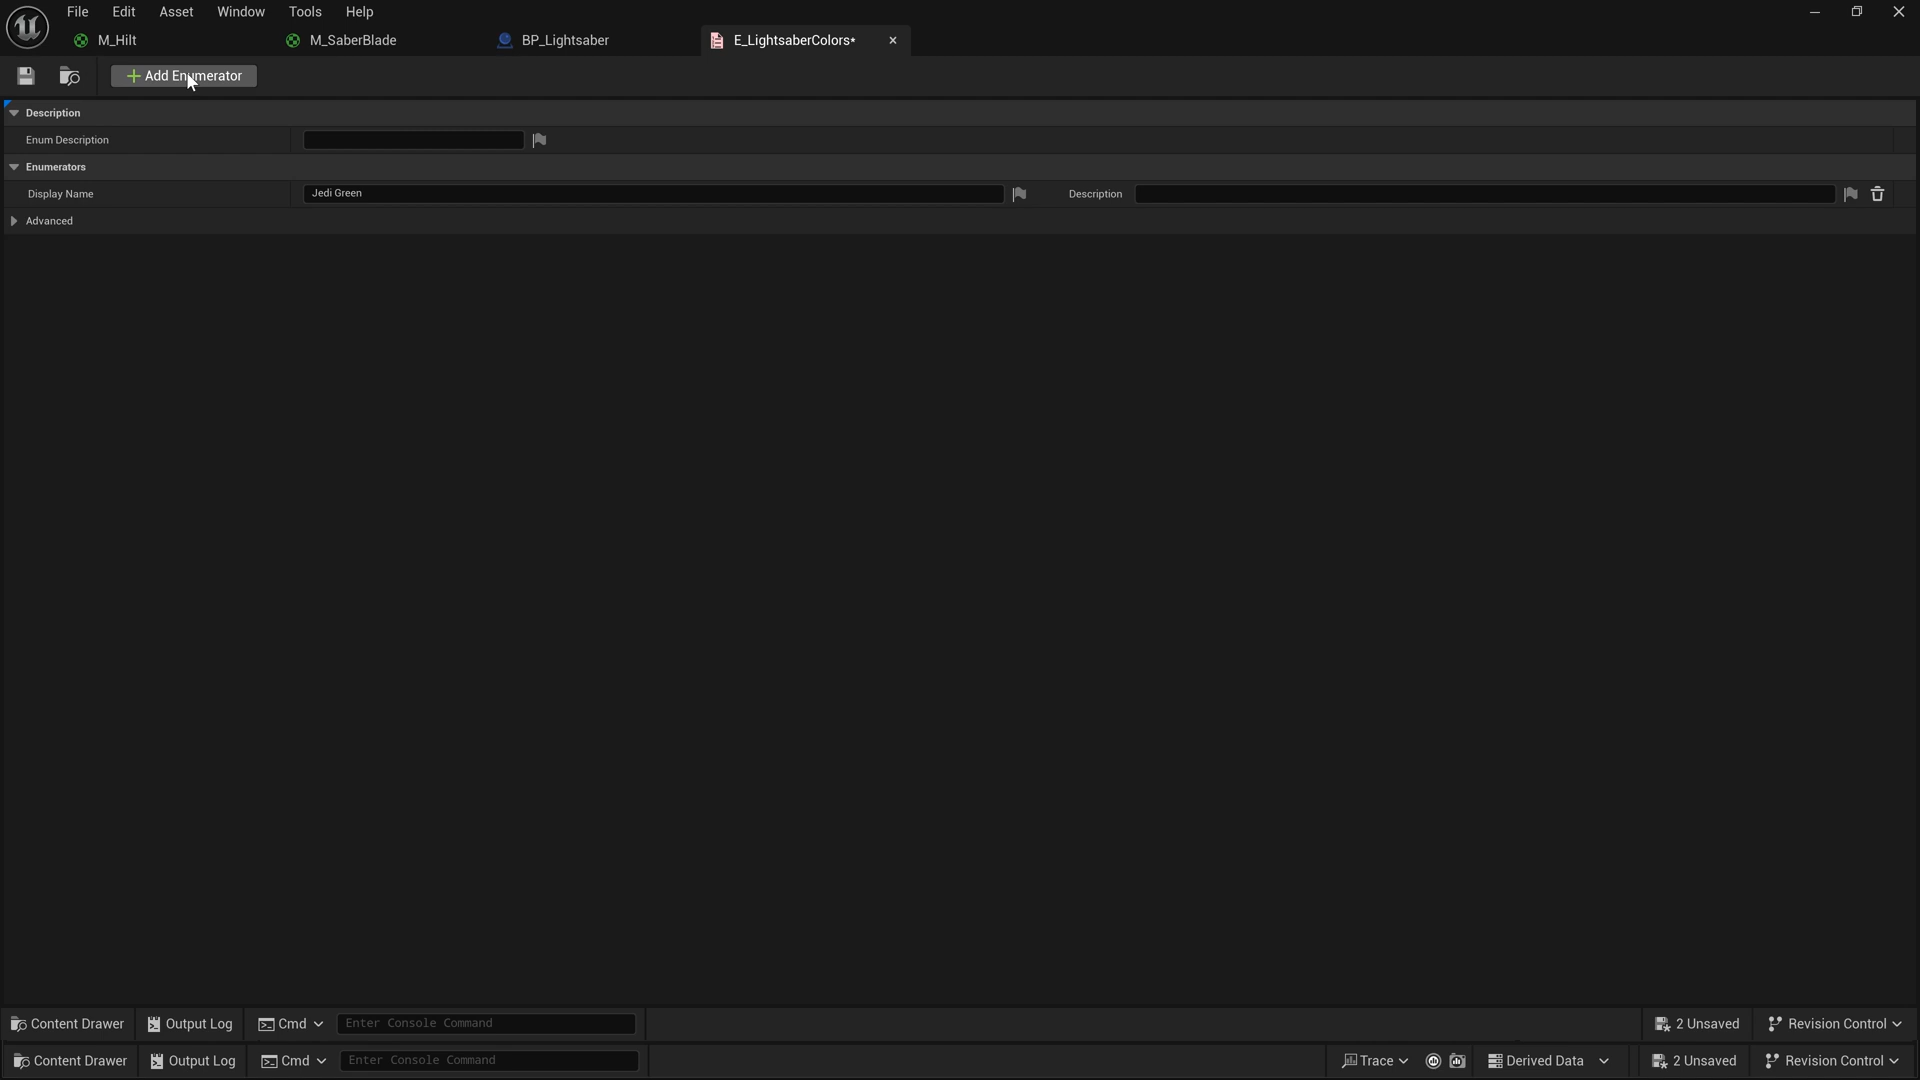 File Edit Asset Window Tools Help
M_Hilt M_SaberBlade BP_Lightsaber E_LightsaberColors*
Add Enumerator
Description
Enum Description
Enumerators
Display Name Jedi Green Description
Advanced
Content Drawer Output Log Cmd Enter Console Command 2 Unsaved Revision Control
Content Drawer Output Log Cmd Enter Console Command Trace Derived Data 2 Unsaved Revision Control